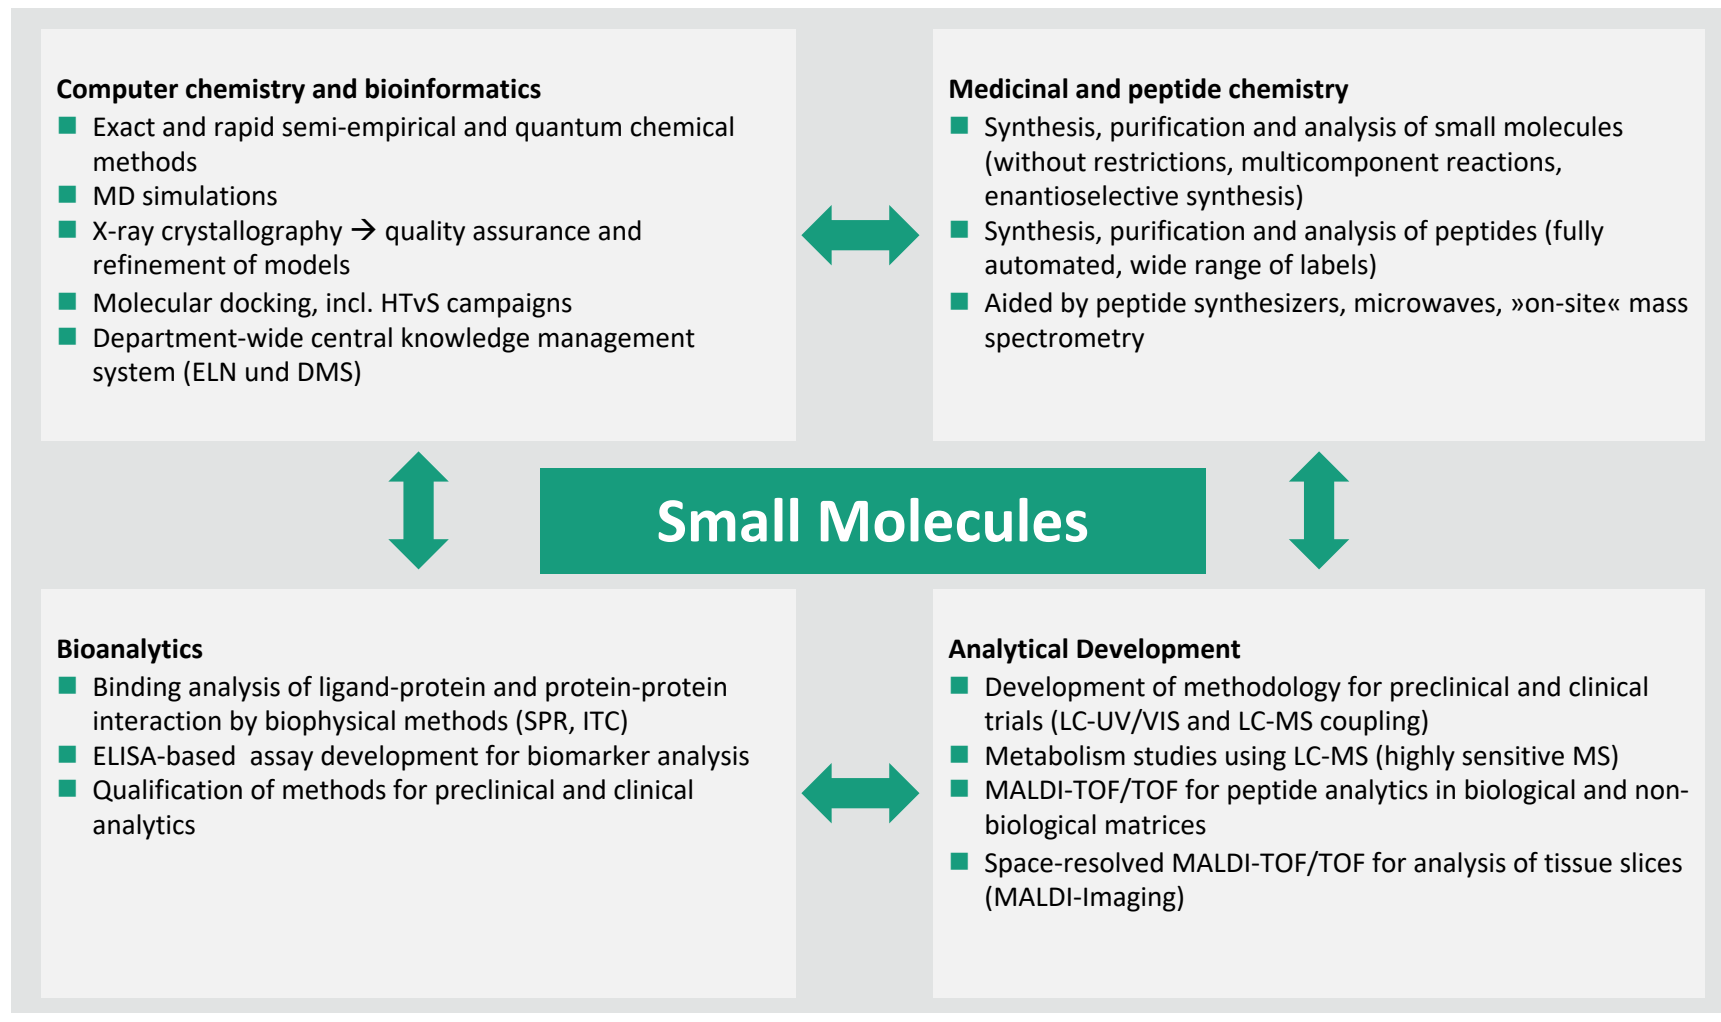 Computer chemistry and bioinformatics
Exact and rapid semi-empirical and quantum chemical
methods
MD simulations
X-ray crystallography → quality assurance and
refinement of models
Molecular docking, incl. HTvS campaigns
Department-wide central knowledge management
system (ELN und DMS)
Medicinal and peptide chemistry
Synthesis, purification and analysis of small molecules
(without restrictions, multicomponent reactions,
enantioselective synthesis)
Synthesis, purification and analysis of peptides (fully
automated, wide range of labels)
Aided by peptide synthesizers, microwaves, »on-site« mass
spectrometry
Small Molecules
Bioanalytics
Binding analysis of ligand-protein and protein-protein
interaction by biophysical methods (SPR, ITC)
ELISA-based  assay development for biomarker analysis
Qualification of methods for preclinical and clinical
analytics
Analytical Development
Development of methodology for preclinical and clinical
trials (LC-UV/VIS and LC-MS coupling)
Metabolism studies using LC-MS (highly sensitive MS)
MALDI-TOF/TOF for peptide analytics in biological and non-
biological matrices
Space-resolved MALDI-TOF/TOF for analysis of tissue slices
(MALDI-Imaging)